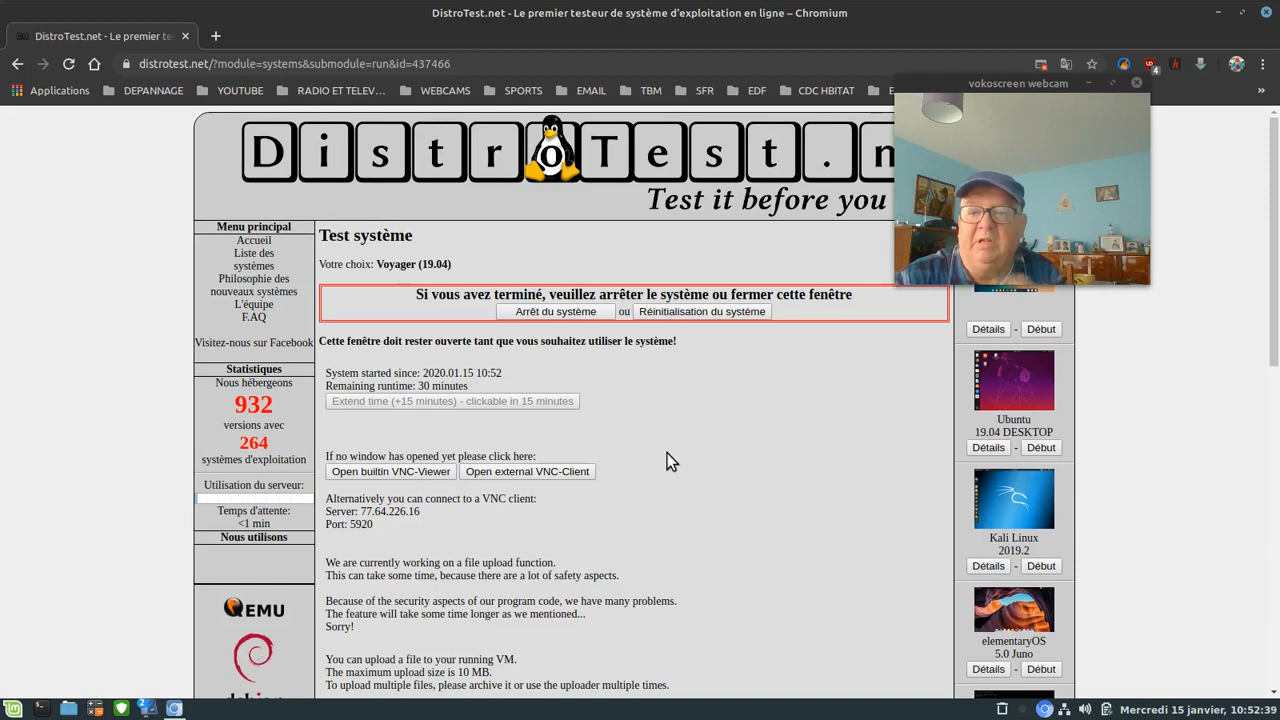 DistroTest.net - Le premier testeur de système d'exploitation en ligne – Chromium
DistroTest.net - Le premier tes
distrotest.net/?module=systems&submodule=run&id=437466
4
Applications
DEPANNAGE
YOUTUBE
RADIO ET TELEV…
WEBCAMS
SPORTS
EMAIL
TBM
SFR
EDF
CDC HBITAT
E
»
vokoscreen webcam
DistroTest.n
Test it before you
Menu principal
Accueil
Liste des
systèmes
Philosophie des
nouveaux systèmes
L'équipe
F.AQ
Visitez-nous sur Facebook
Statistiques
Nous hébergeons
932
versions avec
264
systèmes d'exploitation
Utilisation du serveur:
Temps d'attente:
<1 min
Nous utilisons
QEMU
debian
Test système
Votre choix: Voyager (19.04)
Si vous avez terminé, veuillez arrêter le système ou fermer cette fenêtre
Arrêt du système ou Réinitialisation du système
Cette fenêtre doit rester ouverte tant que vous souhaitez utiliser le système!
System started since: 2020.01.15 10:52
Remaining runtime: 30 minutes
Extend time (+15 minutes) - clickable in 15 minutes
If no window has opened yet please click here:
Open builtin VNC-Viewer Open external VNC-Client
Alternatively you can connect to a VNC client:
Server: 77.64.226.16
Port: 5920
We are currently working on a file upload function.
This can take some time, because there are a lot of safety aspects.
Because of the security aspects of our program code, we have many problems.
The feature will take some time longer as we mentioned...
Sorry!
You can upload a file to your running VM.
The maximum upload size is 10 MB.
To upload multiple files, please archive it or use the uploader multiple times.
Détails - Début
Ubuntu
19.04 DESKTOP
Détails - Début
Kali Linux
2019.2
Détails - Début
elementaryOS
5.0 Juno
Détails - Début
Mercredi 15 janvier, 10:52:39